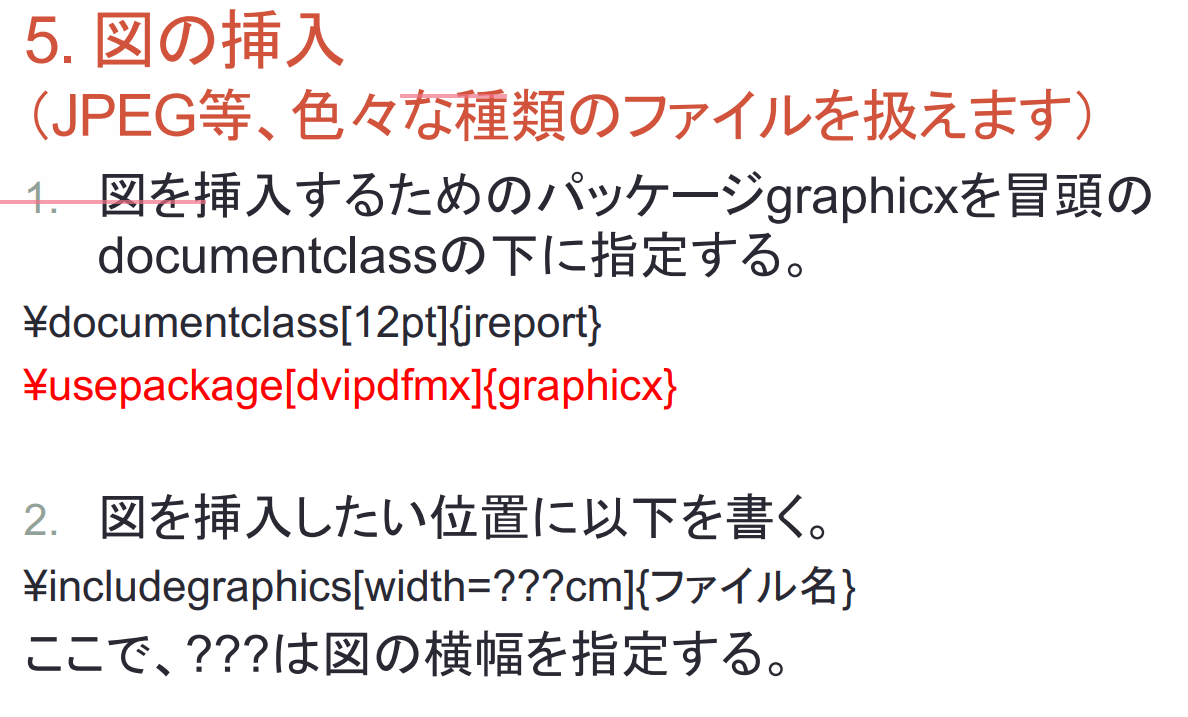 5. 図の挿入
（JPEG等、色々な種類のファイルを扱えます）
1. 図を挿入するためのパッケージgraphicxを冒頭の
documentclassの下に指定する。
¥documentclass[12pt]{jreport}
¥usepackage[dvipdfmx]{graphicx}
2. 図を挿入したい位置に以下を書く。
¥includegraphics[width=???cm]{ファイル名}
ここで、???は図の横幅を指定する。